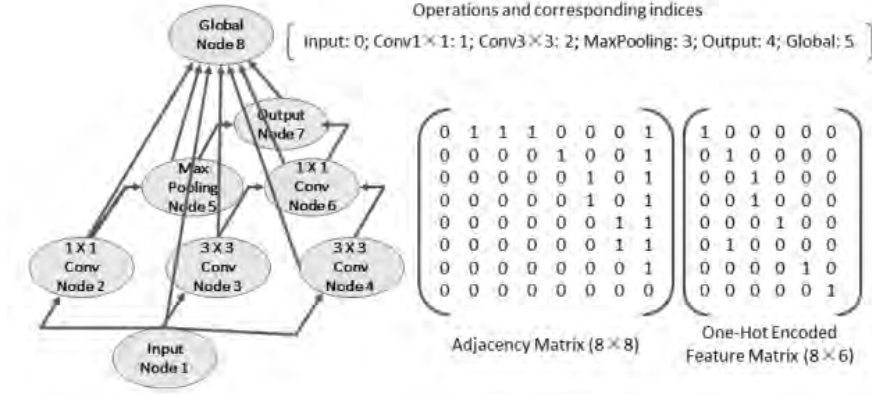 Operations and corresponding indices
[ Input: 0; Conv1×1: 1; Conv3×3: 2; MaxPooling: 3; Output: 4; Global: 5 ]
Global
Node 8
Output
Node 7
Max
Pooling
Node 5
1 X 1
Conv
Node 6
1 X 1
Conv
Node 2
3 X 3
Conv
Node 3
3 X 3
Conv
Node 4
Input
Node 1
0 1 1 1 0 0 0 1
0 0 0 0 1 0 0 1
0 0 0 0 0 1 0 1
0 0 0 0 0 1 0 1
0 0 0 0 0 0 1 1
0 0 0 0 0 0 1 1
0 0 0 0 0 0 0 1
0 0 0 0 0 0 0 0
Adjacency Matrix (8×8)
1 0 0 0 0 0
0 1 0 0 0 0
0 0 1 0 0 0
0 0 1 0 0 0
0 0 0 1 0 0
0 1 0 0 0 0
0 0 0 0 1 0
0 0 0 0 0 1
One-Hot Encoded
Feature Matrix (8×6)